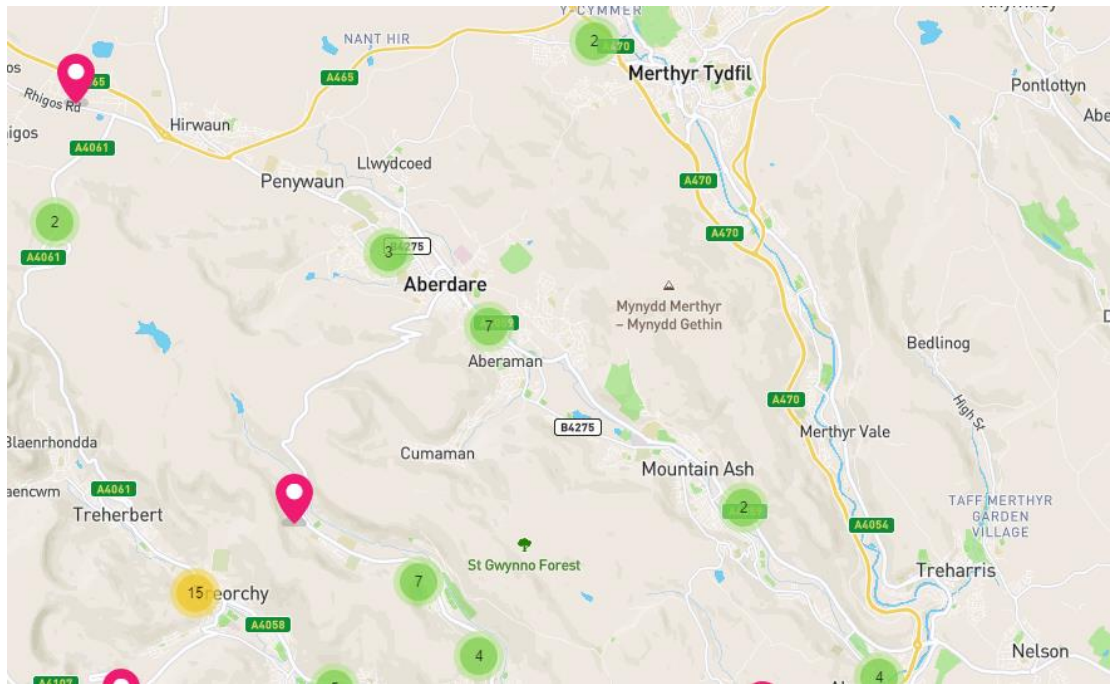 Y-CYMMER
2
A470
NANT HIR
Merthyr Tydfil
A465
Pontlottyn
Rhigos Rd
Hirwaun
A4061
Llwydcoed
Penywaun
A470
2
A470
A4061
3
B4275
Aberdare
Mynydd Merthyr
– Mynydd Gethin
7
Bedlinog
Aberaman
High St
A470
B4275
Merthyr Vale
Cwmaman
Mountain Ash
A4061
Treherbert
2
TAFF MERTHYR
GARDEN
VILLAGE
A4054
St Gwynno Forest
Treharris
7
15
A4058
4
Nelson
4